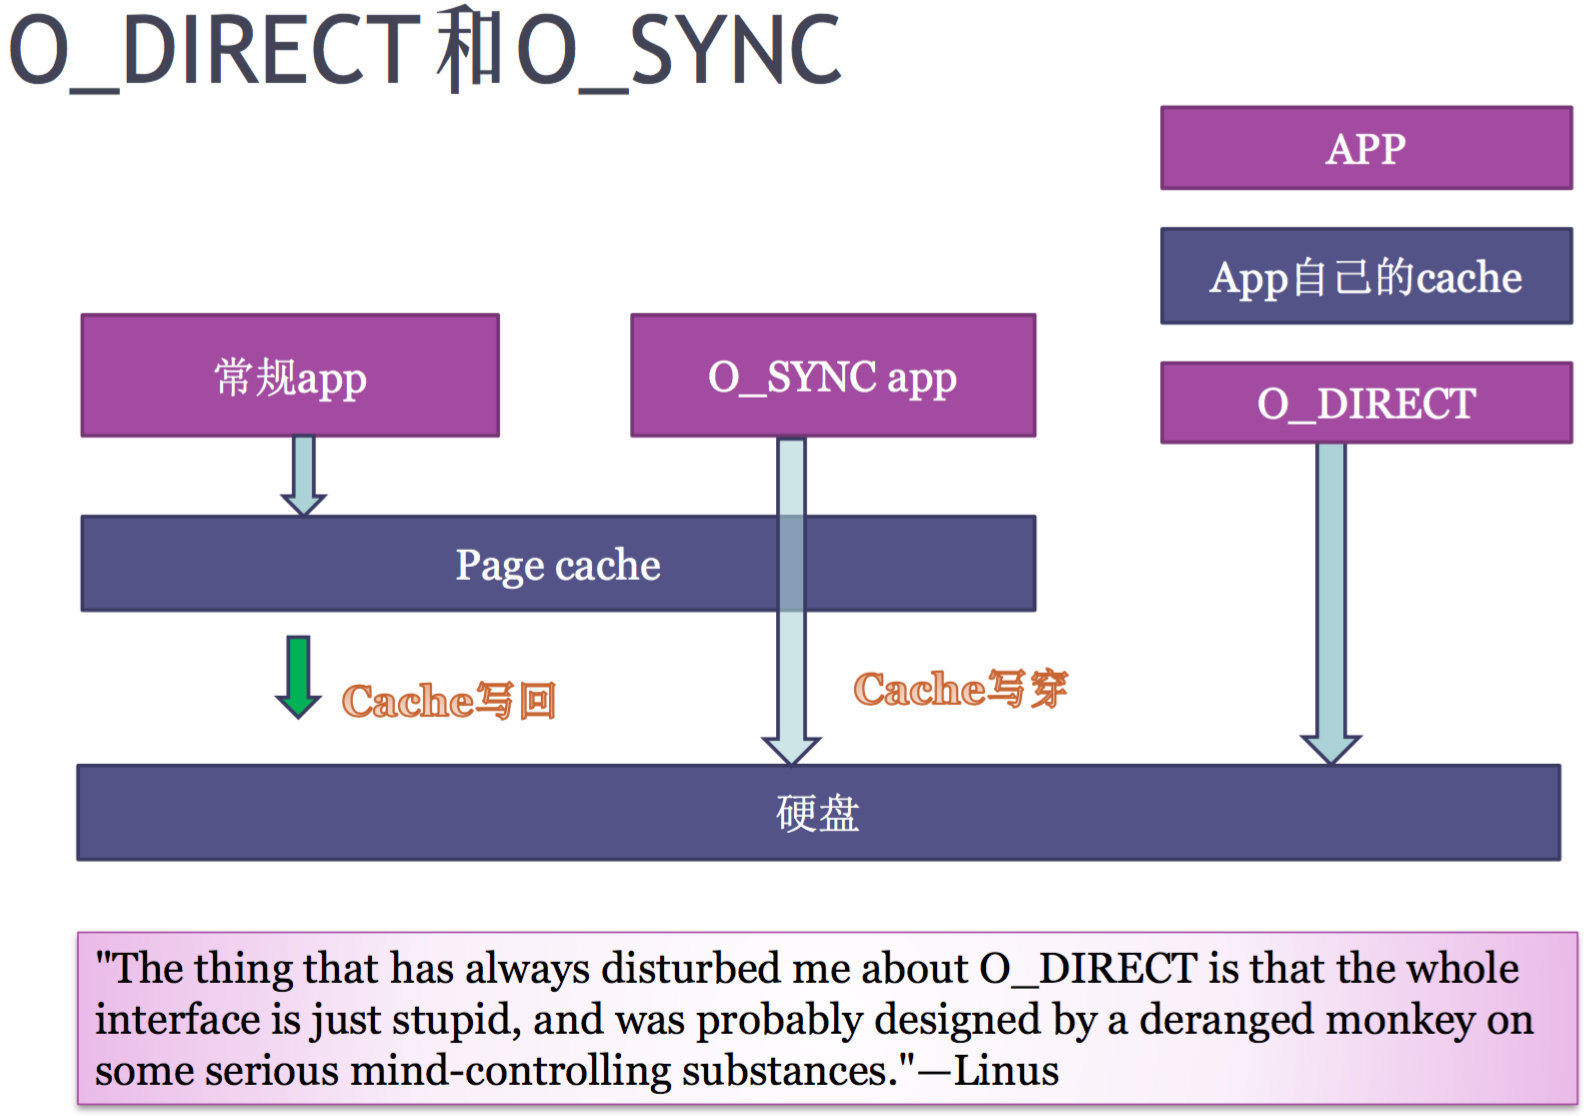 O_DIRECT和O_SYNC
APP
App自己的cache
常规app
O_SYNC app
O_DIRECT
Page cache
Cache写回
Cache写穿
硬盘
"The thing that has always disturbed me about O_DIRECT is that the whole
interface is just stupid, and was probably designed by a deranged monkey on
some serious mind-controlling substances."—Linus